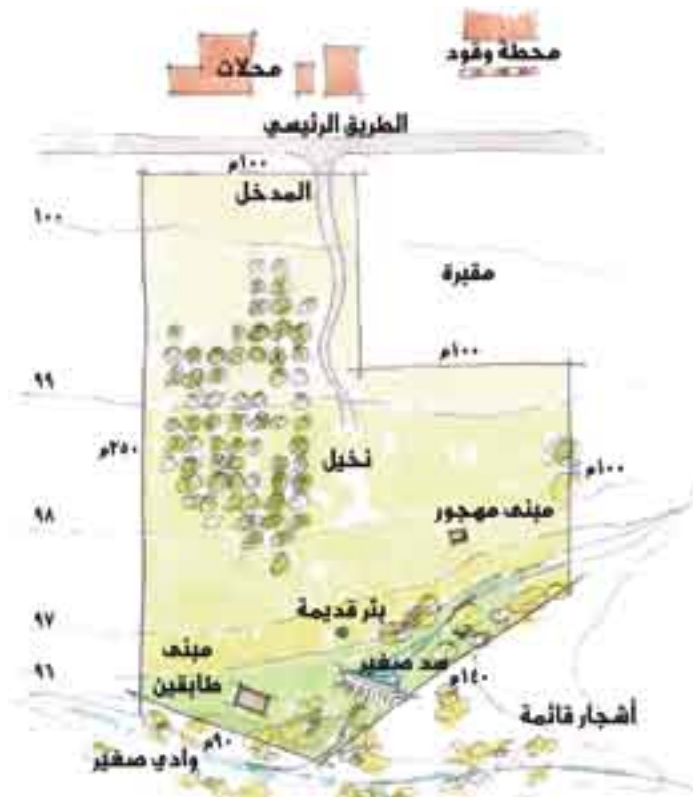 محطة وقود
محلات
الطريق الرئيسي
١٠٠م
المدخل
١٠٠
مقبرة
١٠٠م
٩٩
٢٥٠م
نخيل
١٠٠م
مبنى مهجور
٩٨
بئر قديمة
٩٧
مبنى
طابقين
سد صغير
٩٦
١٤٠م
أشجار قائمة
٩٠م
وادي صغير